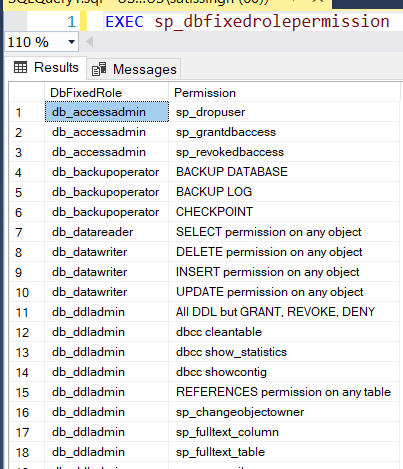 1 EXEC sp_dbfixedrolepermission
110 %
Results Messages
DbFixedRole Permission
1 db_accessadmin sp_dropuser
2 db_accessadmin sp_grantdbaccess
3 db_accessadmin sp_revokedbaccess
4 db_backupoperator BACKUP DATABASE
5 db_backupoperator BACKUP LOG
6 db_backupoperator CHECKPOINT
7 db_datareader SELECT permission on any object
8 db_datawriter DELETE permission on any object
9 db_datawriter INSERT permission on any object
10 db_datawriter UPDATE permission on any object
11 db_ddladmin All DDL but GRANT, REVOKE, DENY
12 db_ddladmin dbcc cleantable
13 db_ddladmin dbcc show_statistics
14 db_ddladmin dbcc showcontig
15 db_ddladmin REFERENCES permission on any table
16 db_ddladmin sp_changeobjectowner
17 db_ddladmin sp_fulltext_column
18 db_ddladmin sp_fulltext_table